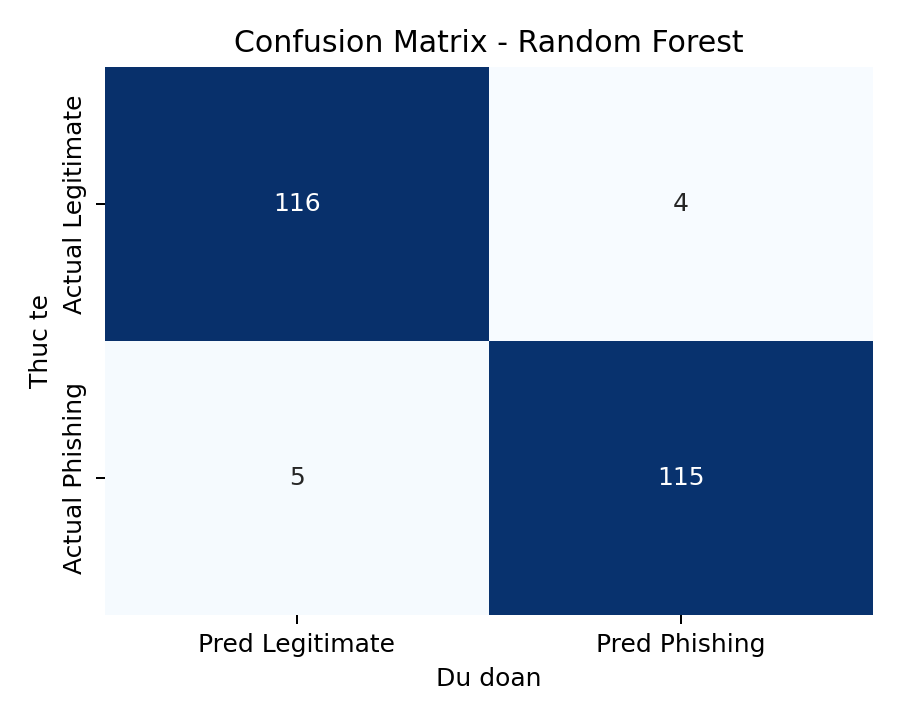 Confusion Matrix - Random Forest
Thuc te
Actual Legitimate
116
4
Actual Phishing
5
115
Pred Legitimate
Pred Phishing
Du doan